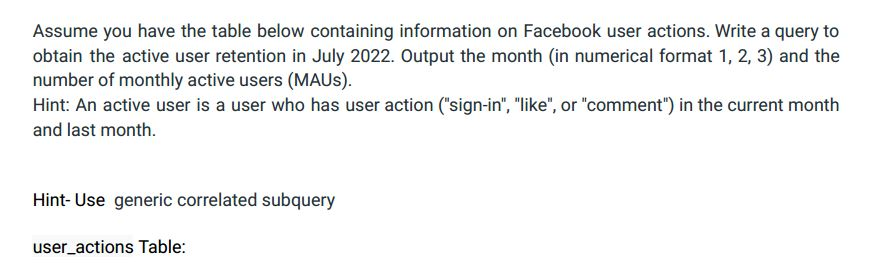 Assume you have the table below containing information on Facebook user actions. Write a query to
obtain the active user retention in July 2022. Output the month (in numerical format 1, 2, 3) and the
number of monthly active users (MAUs).
Hint: An active user is a user who has user action ("sign-in", "like", or "comment") in the current month
and last month.
Hint- Use generic correlated subquery
user_actions Table: